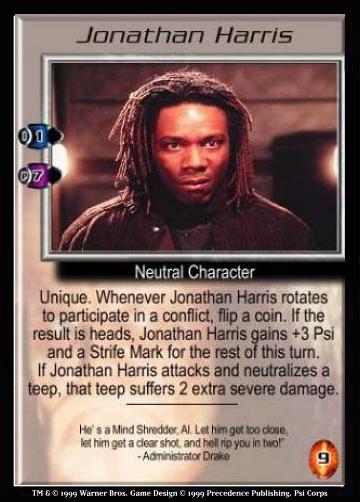 Jonathan Harris
D 1
P 7
Neutral Character
Unique. Whenever Jonathan Harris rotates
to participate in a conflict, flip a coin. If the
result is heads, Jonathan Harris gains +3 Psi
and a Strife Mark for the rest of this turn.
If Jonathan Harris attacks and neutralizes a
teep, that teep suffers 2 extra severe damage.
He' s a Mind Shredder, Al. Let him get too close,
let him get a clear shot, and hell rip you in two!"
- Administrator Drake
9
TM & © 1999 Warner Bros. Game Design © 1999 Precedence Publishing. Psi Corps